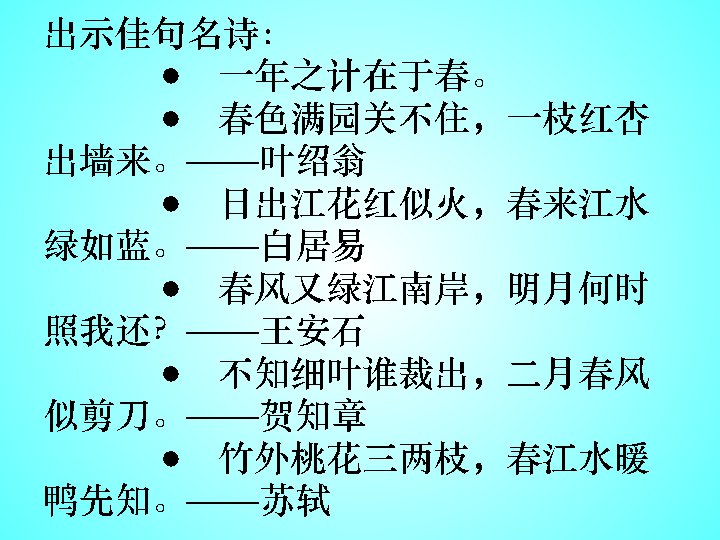 出示佳句名诗：
● 一年之计在于春。
● 春色满园关不住，一枝红杏
出墙来。——叶绍翁
● 日出江花红似火，春来江水
绿如蓝。——白居易
● 春风又绿江南岸，明月何时
照我还？——王安石
● 不知细叶谁裁出，二月春风
似剪刀。——贺知章
● 竹外桃花三两枝，春江水暖
鸭先知。——苏轼